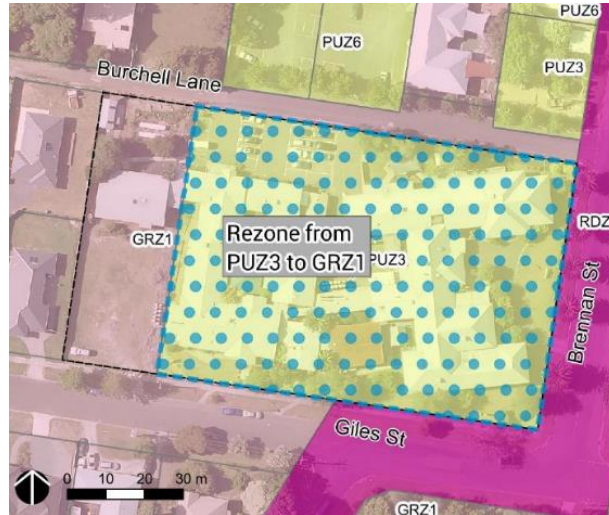 PUZ6
PUZ6
PUZ3
Burchell Lane
GRZ1
Rezone from
PUZ3 to GRZ1
PUZ3
RDZ
Brennan St
Giles St
0 10 20 30 m
GRZ1